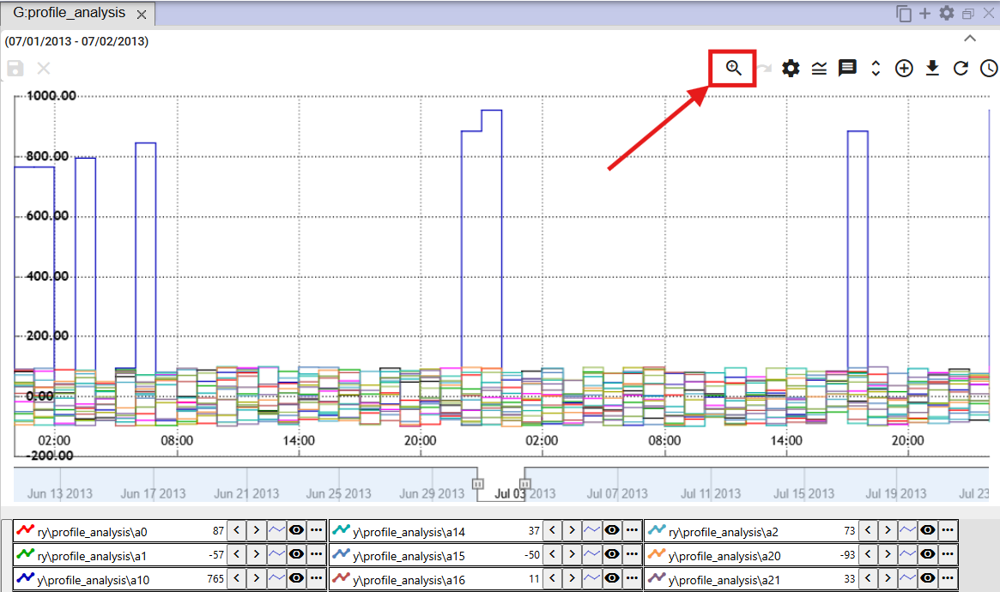 G:profile_analysis
(07/01/2013 - 07/02/2013)
1000.00
800.00
600.00
400.00
200.00
0.00
02:00 08:00 14:00 20:00 02:00 08:00 14:00 20:00
-200.00
Jun 13 2013 Jun 17 2013 Jun 21 2013 Jun 25 2013 Jun 29 2013 Jul 03 2013 Jul 07 2013 Jul 11 2013 Jul 15 2013 Jul 19 2013 Jul 23
ry\profile_analysis\a0 87 y\profile_analysis\a14 37 ry\profile_analysis\a2 73
ry\profile_analysis\a1 -57 y\profile_analysis\a15 -50 y\profile_analysis\a20 -93
y\profile_analysis\a10 765 y\profile_analysis\a16 11 y\profile_analysis\a21 33